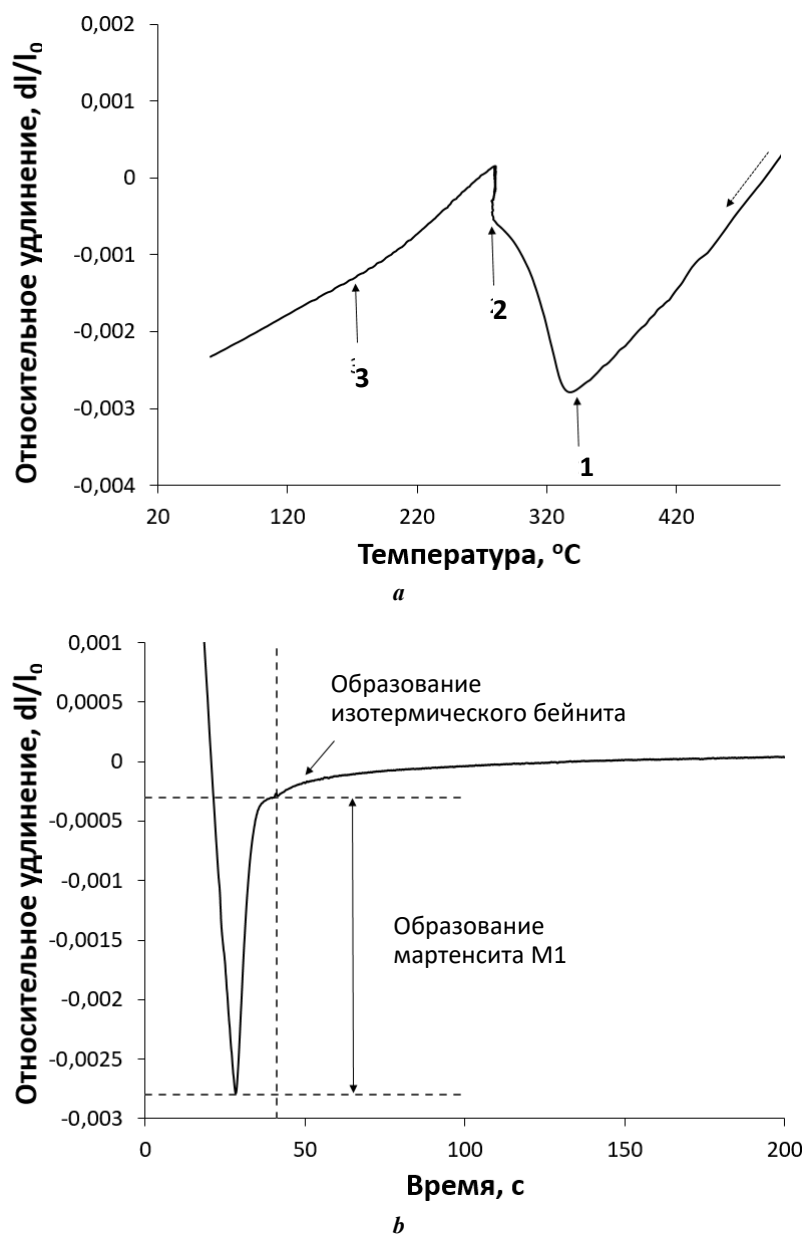 Относительное удлинение, dl/l₀
0,002
0,001
0
-0,001
-0,002
-0,003
-0,004
20
120
220
320
420
3
2
1
Температура, °C
a
Относительное удлинение, dl/l₀
0,001
0,0005
0
-0,0005
-0,001
-0,0015
-0,002
-0,0025
-0,003
Образование
изотермического бейнита
Образование
мартенсита М1
0
50
100
150
200
Время, с
b